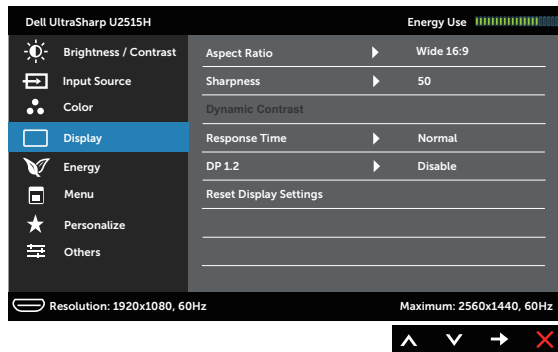 Dell UltraSharp U2515H Energy Use
Brightness / Contrast Aspect Ratio Wide 16:9
Input Source Sharpness 50
Color Dynamic Contrast
Display Response Time Normal
Energy DP 1.2 Disable
Menu Reset Display Settings
Personalize
Others
Resolution: 1920x1080, 60Hz Maximum: 2560x1440, 60Hz